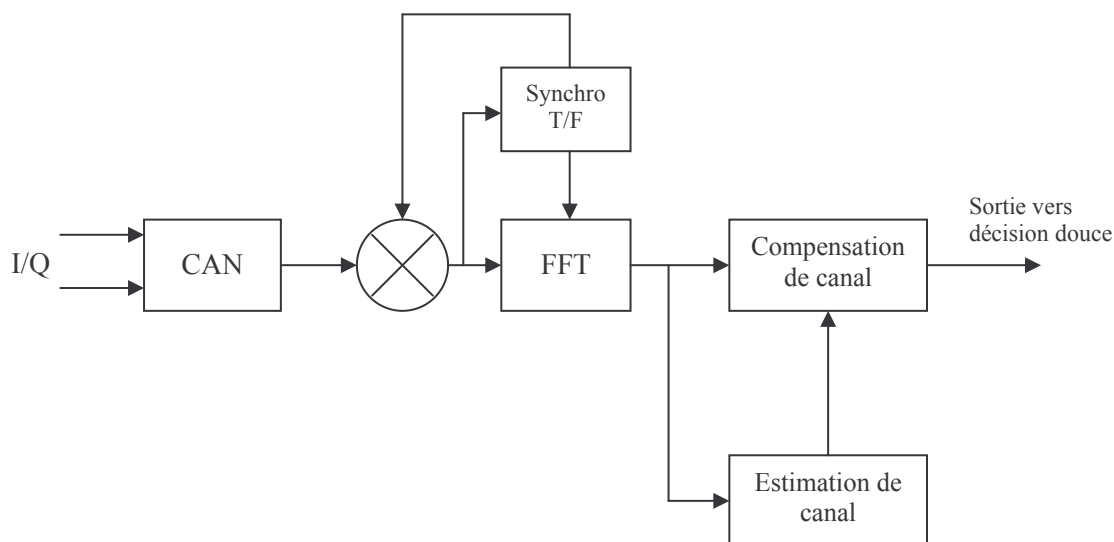 Synchro
T/F
I/Q
CAN
FFT
Compensation
de canal
Sortie vers
décision douce
Estimation de
canal